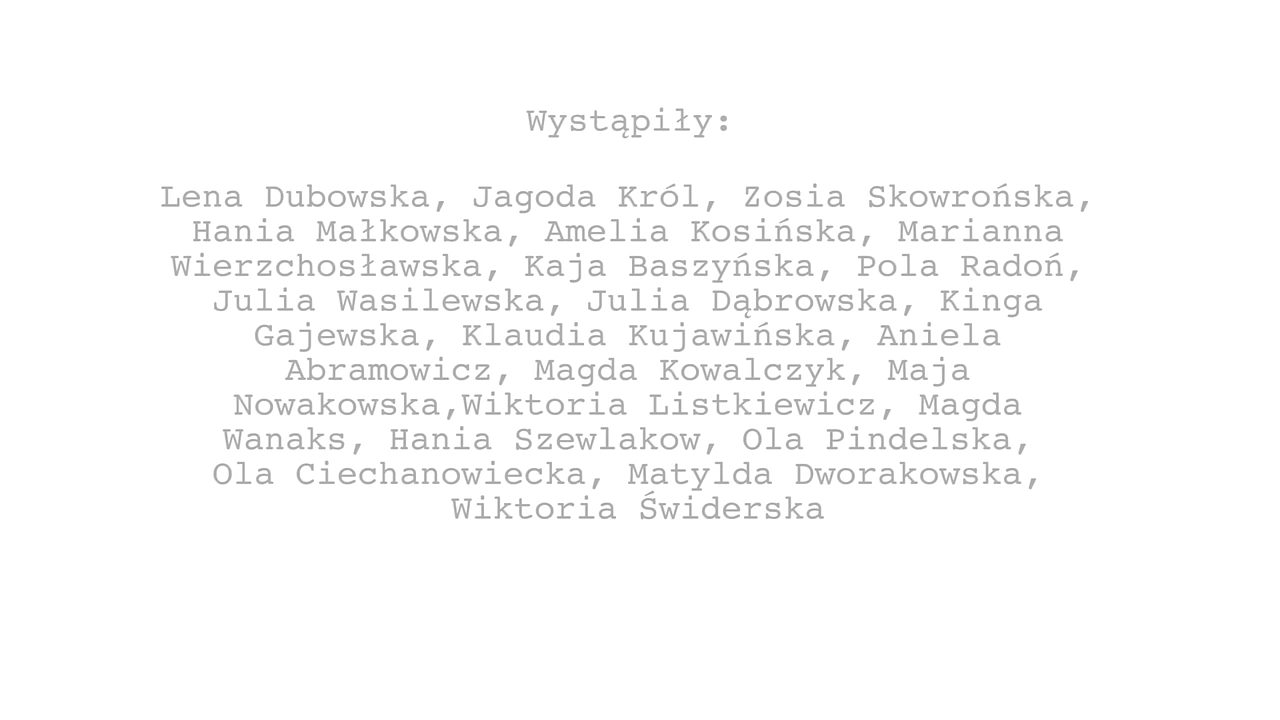 Wystąpiły:
Lena Dubowska, Jagoda Król, Zosia Skowrońska,
Hania Małkowska, Amelia Kosińska, Marianna
Wierzchosławska, Kaja Baszyńska, Pola Radoń,
Julia Wasilewska, Julia Dąbrowska, Kinga
Gajewska, Klaudia Kujawińska, Aniela
Abramowicz, Magda Kowalczyk, Maja
Nowakowska,Wiktoria Listkiewicz, Magda
Wanaks, Hania Szewlakow, Ola Pindelska,
Ola Ciechanowiecka, Matylda Dworakowska,
Wiktoria Świderska